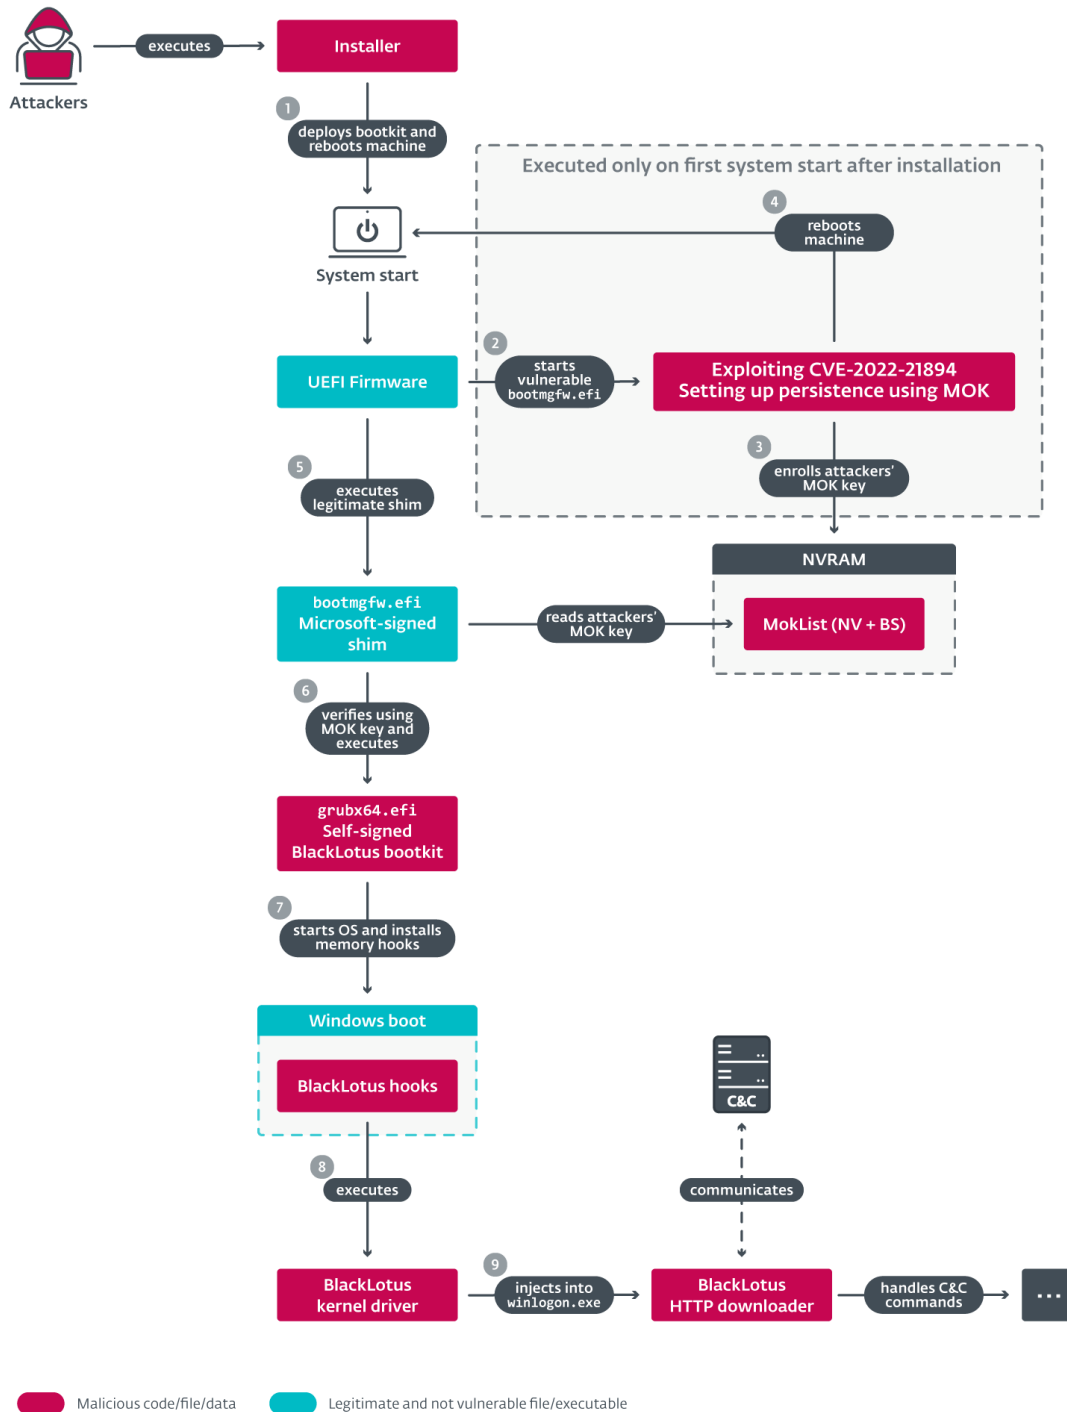 Attackers
executes
Installer
1
deploys bootkit and
reboots machine
System start
Executed only on first system start after installation
4
reboots
machine
UEFI Firmware
2
starts
vulnerable
bootmgfw.efi
Exploiting CVE-2022-21894
Setting up persistence using MOK
3
enrolls attackers'
MOK key
5
executes
legitimate shim
NVRAM
MokList (NV + BS)
bootmgfw.efi
Microsoft-signed
shim
reads attackers'
MOK key
6
verifies using
MOK key and
executes
grubx64.efi
Self-signed
BlackLotus bootkit
7
starts OS and installs
memory hooks
Windows boot
BlackLotus hooks
C&C
8
executes
communicates
BlackLotus
kernel driver
9
injects into
winlogon.exe
BlackLotus
HTTP downloader
handles C&C
commands
...
Malicious code/file/data
Legitimate and not vulnerable file/executable